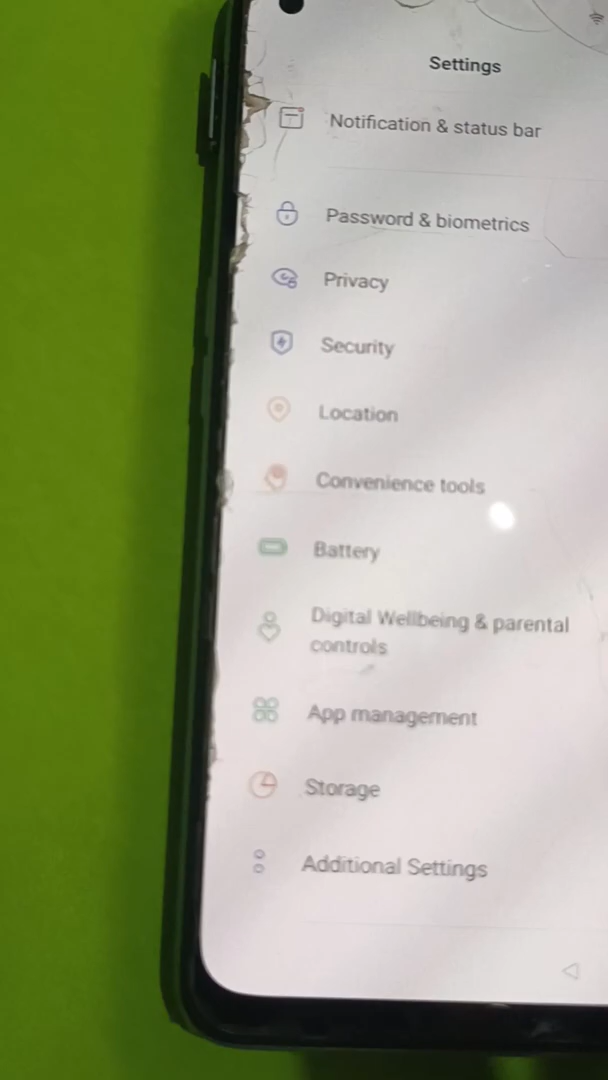 Settings
Notification & status bar
Password & biometrics
Privacy
Security
Location
Convenience tools
Battery
Digital Wellbeing & parental
controls
App management
Storage
Additional Settings